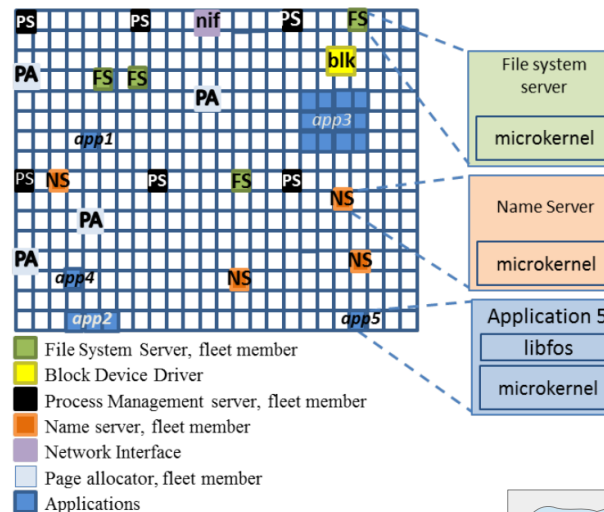 PS PS nif PS FS
blk
PA FS FS
PA
app3
app1
PS NS PS FS PS
NS
PA
PA NS
app4 NS
app2 app5
File system
server
microkernel
Name Server
microkernel
Application 5
libfos
microkernel
File System Server, fleet member
Block Device Driver
Process Management server, fleet member
Name server, fleet member
Network Interface
Page allocator, fleet member
Applications